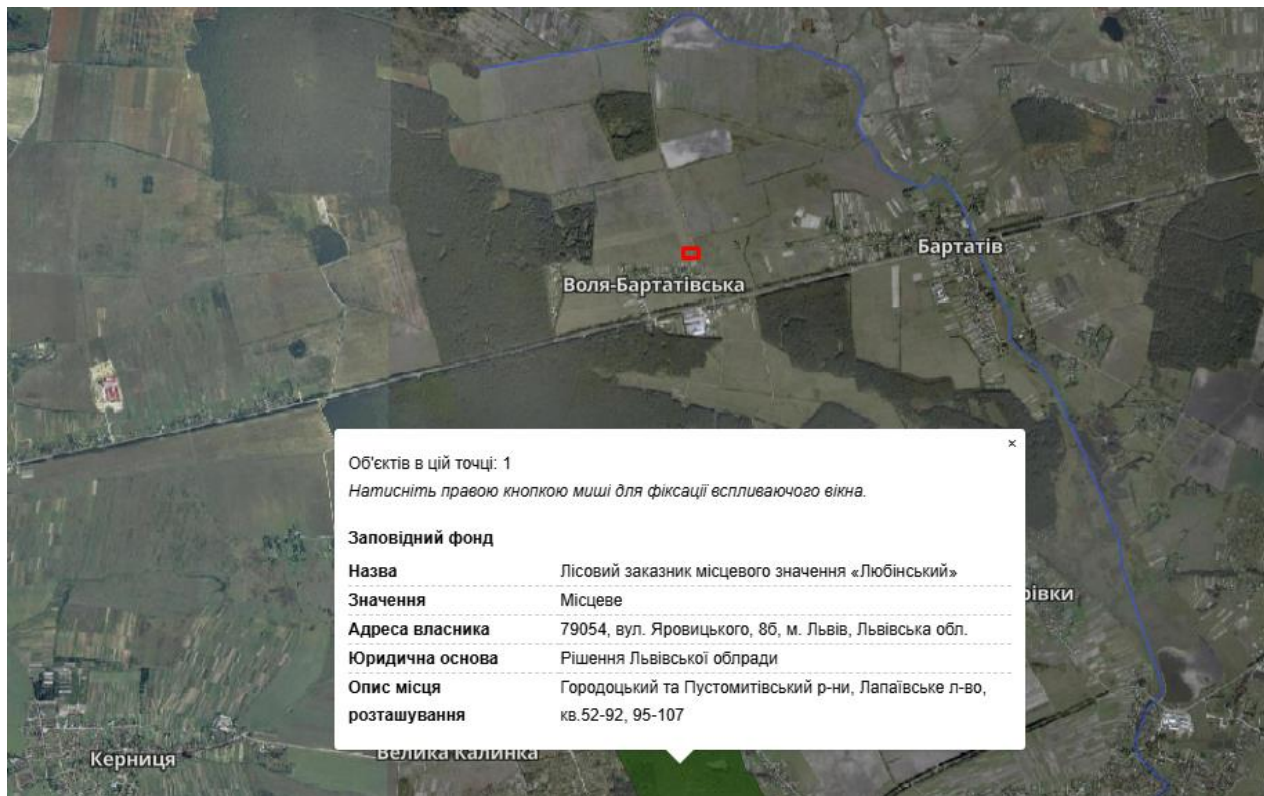 Бартатів
Воля-Бартатівська
×
Об'єктів в цій точці: 1
Натисніть правою кнопкою миші для фіксації вспливаючого вікна.
Заповідний фонд
Назва Лісовий заказник місцевого значення «Любінський»
Значення Місцеве
Адреса власника 79054, вул. Яровицького, 8б, м. Львів, Львівська обл.
Юридична основа Рішення Львівської облради
Опис місця Городоцький та Пустомитівський р-ни, Лапаївське л-во,
розташування кв.52-92, 95-107
рівки
Керниця
Велика Калинка